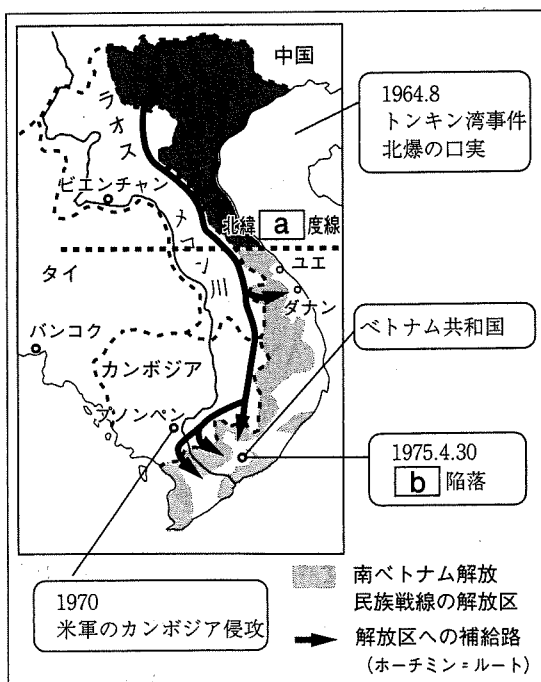 中国
1964.8
トンキン湾事件
北爆の口実
ラオス
ビエンチャン
メコン川
北緯 a 度線
タイ
ユエ
ダナン
バンコク
カンボジア
プノンペン
ベトナム共和国
1975.4.30
b 陥落
1970
米軍のカンボジア侵攻
南ベトナム解放
民族戦線の解放区
解放区への補給路
(ホーチミン=ルート)